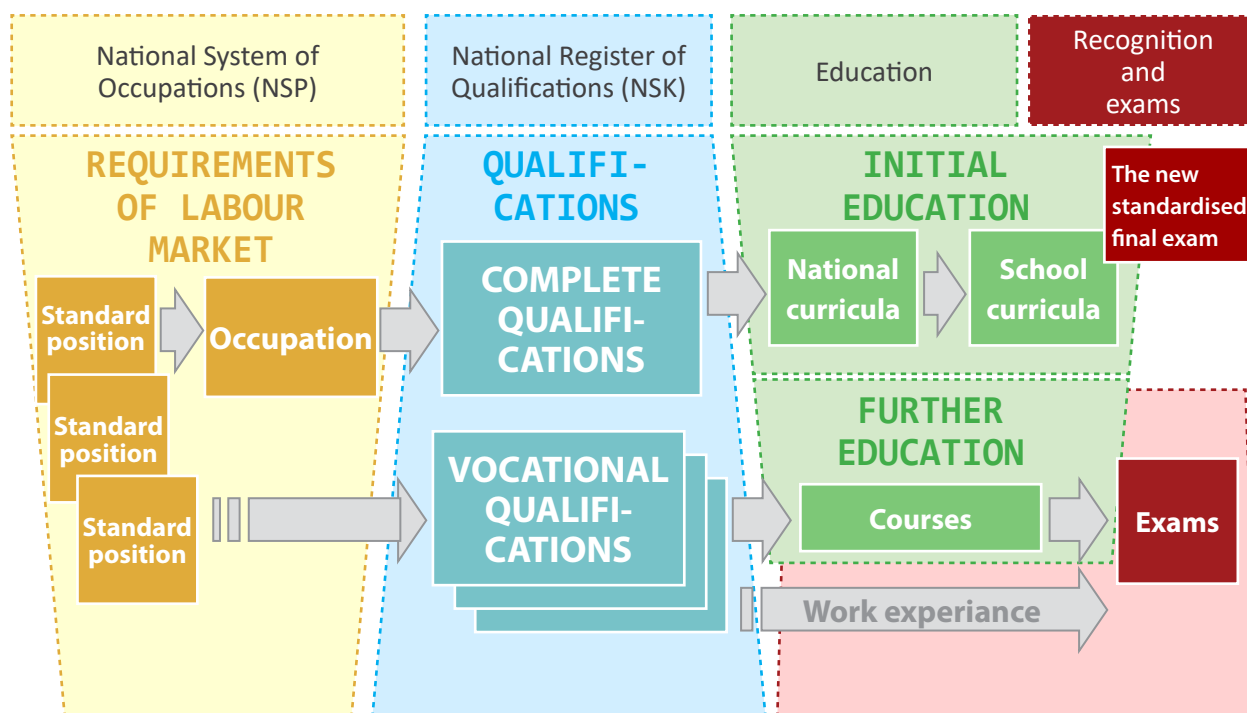 National System of
Occupations (NSP)
National Register of
Qualifications (NSK)
Education
Recognition
and
exams
REQUIREMENTS
OF LABOUR
MARKET
QUALIFI-
CATIONS
INITIAL
EDUCATION
The new
standardised
final exam
Standard
position
Occupation
COMPLETE
QUALIFI-
CATIONS
National
curricula
School
curricula
Standard
position
Standard
position
VOCATIONAL
QUALIFI-
CATIONS
FURTHER
EDUCATION
Courses
Exams
Work experiance